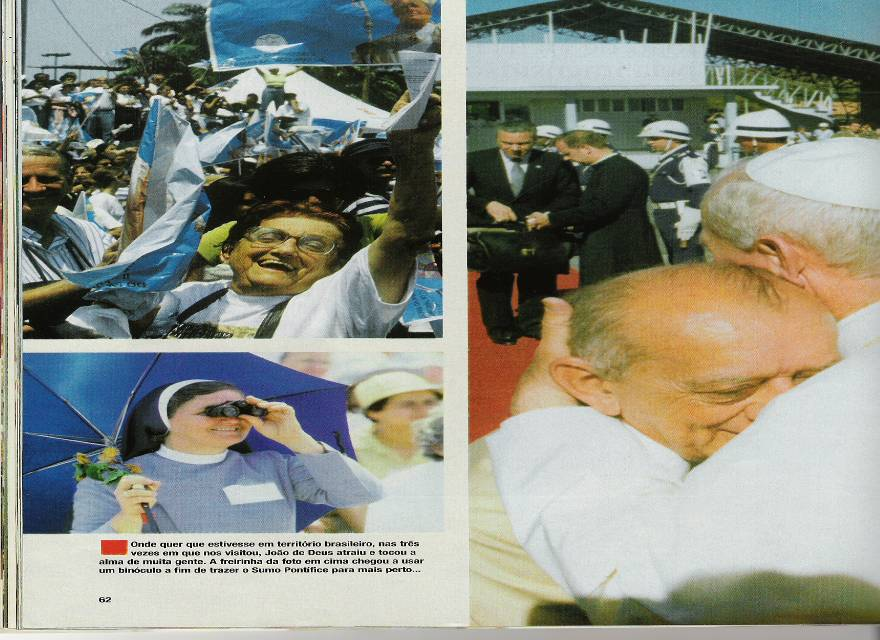 Onde quer que estivesse em território brasileiro, nas três
vezes em que nos visitou, João de Deus atraiu e tocou a
alma de muita gente. A freirinha da foto em cima chegou a usar
um binóculo a fim de trazer o Sumo Pontífice para mais perto...
62